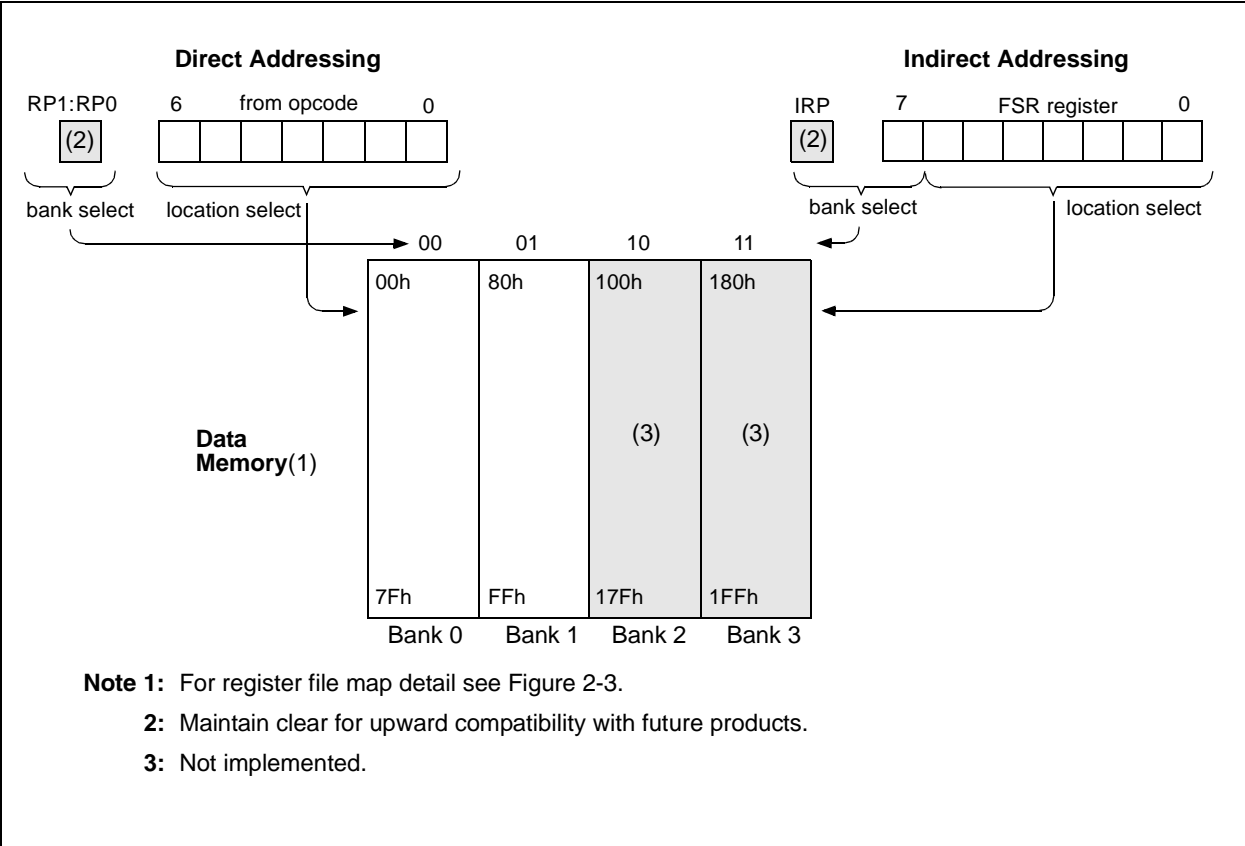 Direct Addressing
Indirect Addressing
RP1:RP0 6 from opcode 0
IRP 7 FSR register 0
(2)
(2)
bank select location select
bank select location select
00 01 10 11
00h 80h 100h 180h
Data
Memory(1)
(3) (3)
7Fh FFh 17Fh 1FFh
Bank 0 Bank 1 Bank 2 Bank 3
Note 1: For register file map detail see Figure 2-3.
2: Maintain clear for upward compatibility with future products.
3: Not implemented.